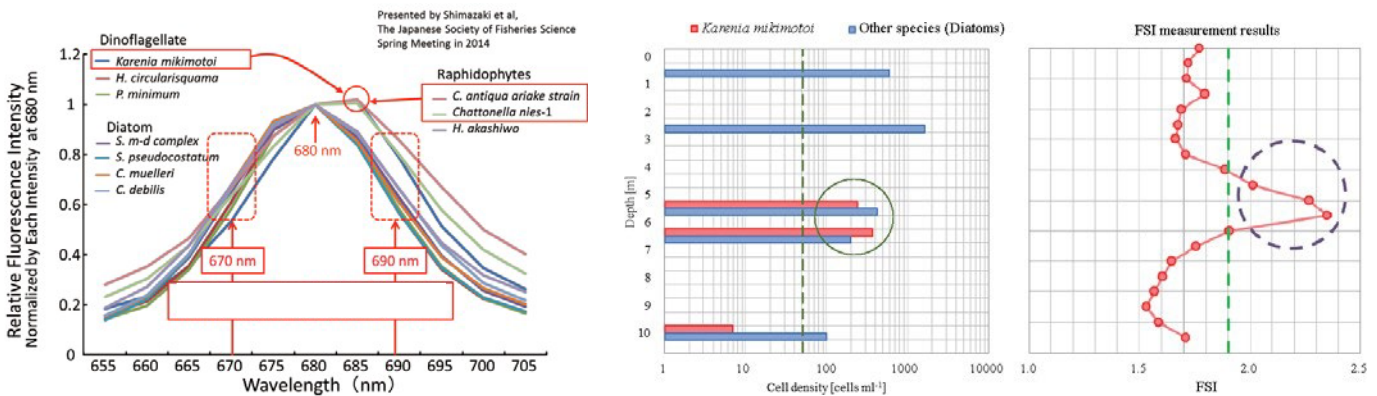 Presented by Shimazaki et al,
The Japanese Society of Fisheries Science
Spring Meeting in 2014
Relative Fluorescence Intensity
Normalized by Each Intensity at 680 nm
1.2
1
0.8
0.6
0.4
0.2
0
Dinoflagellate
Karenia mikimotoi
H. circularisquama
P. minimum
Diatom
S. m-d complex
S. pseudocostatum
C. muelleri
C. debilis
Raphidophytes
C. antiqua ariake strain
Chattonella nies-1
H. akashiwo
680 nm
670 nm
690 nm
655 660 665 670 675 680 685 690 695 700 705
Wavelength (nm)
Karenia mikimotoi
Other species (Diatoms)
Depth [m]
0
1
2
3
4
5
6
7
8
9
10
1 10 100 1000 10000
Cell density [cells ml-1]
FSI measurement results
1.0 1.5 2.0 2.5
FSI